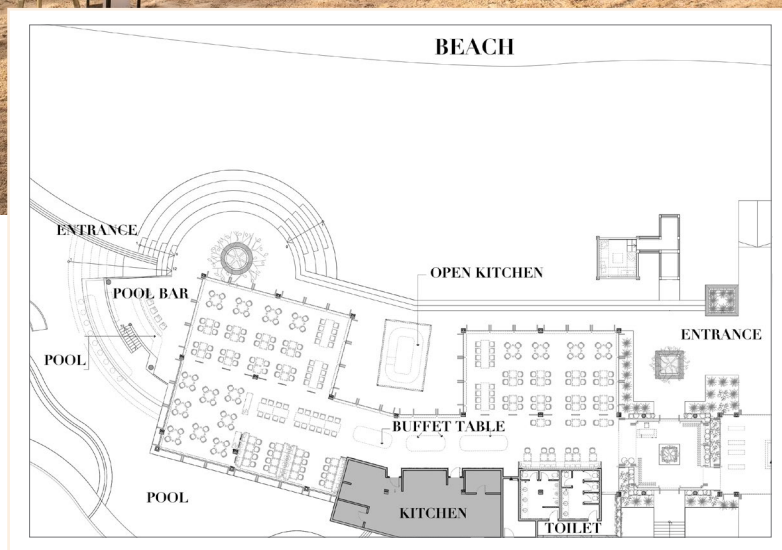 BEACH
ENTRANCE
OPEN KITCHEN
POOL BAR
ENTRANCE
POOL
BUFFET TABLE
POOL
KITCHEN
TOILET